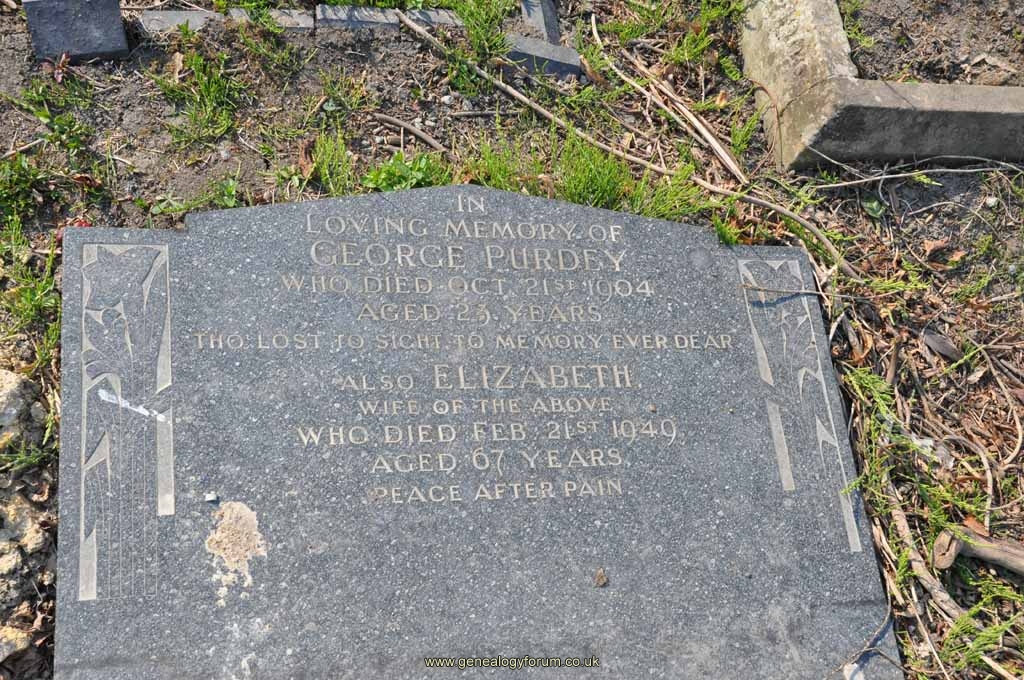 IN
LOVING MEMORY OF
GEORGE PURDEY
WHO DIED OCT. 21ST 1904
AGED 23 YEARS
THO' LOST TO SIGHT, TO MEMORY EVER DEAR
ALSO ELIZABETH,
WIFE OF THE ABOVE
WHO DIED FEB. 21ST 1949,
AGED 67 YEARS
PEACE AFTER PAIN
www.genealogyforum.co.uk